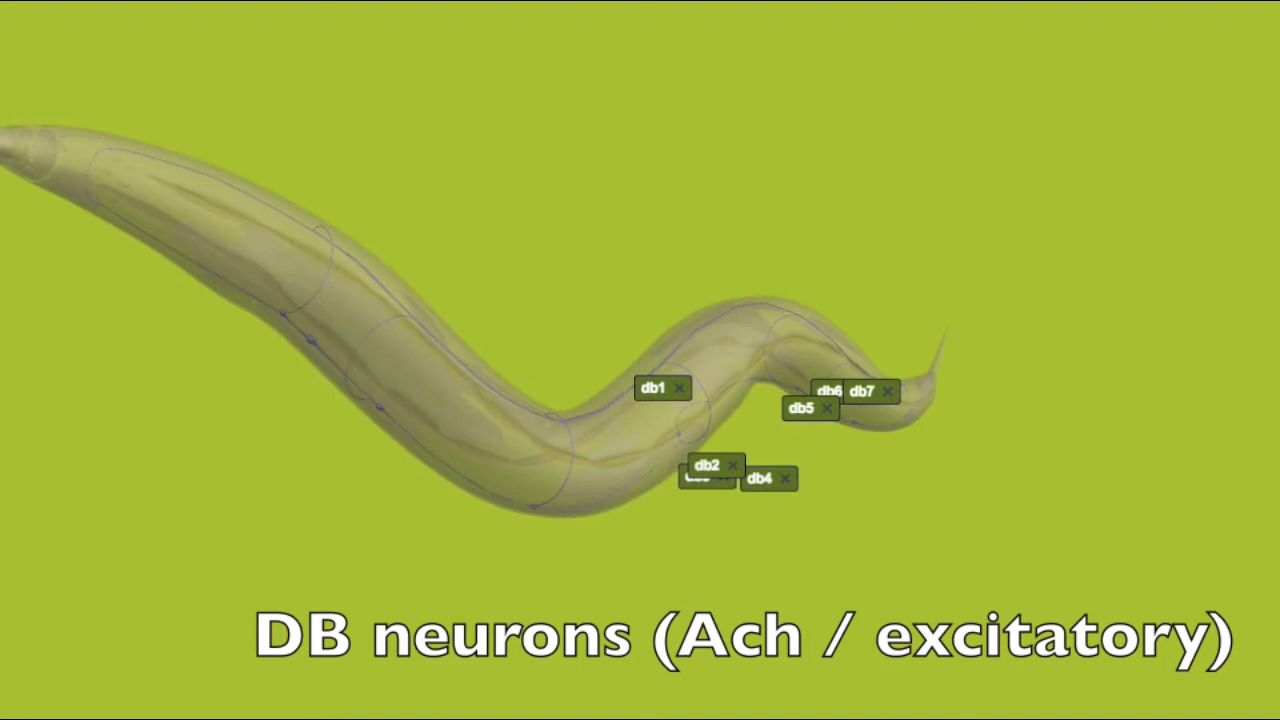 db1 ×
db6
db7 ×
db5 ×
db2 ×
db4 ×
DB neurons (Ach / excitatory)